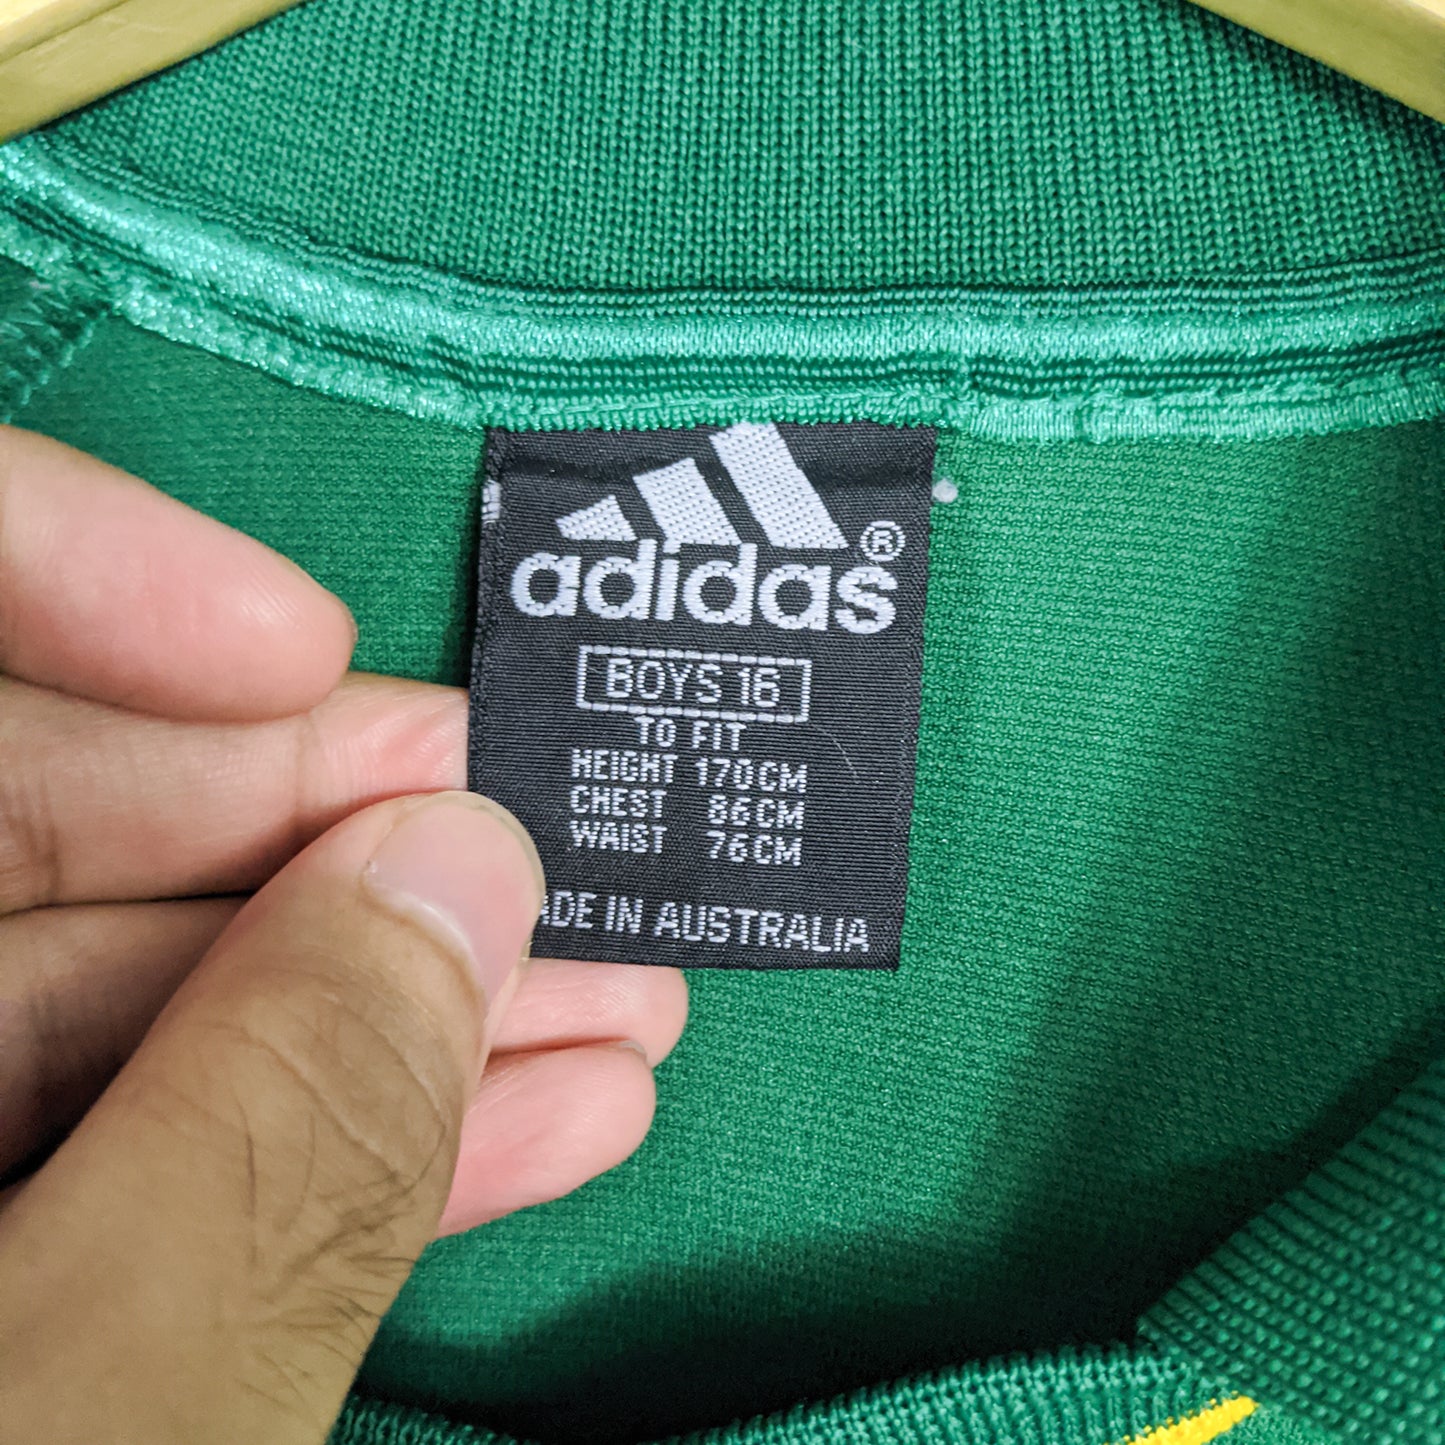 adidas®
BOYS 16
TO FIT
HEIGHT 170CM
CHEST 86CM
WAIST 76CM
ADE IN AUSTRALIA